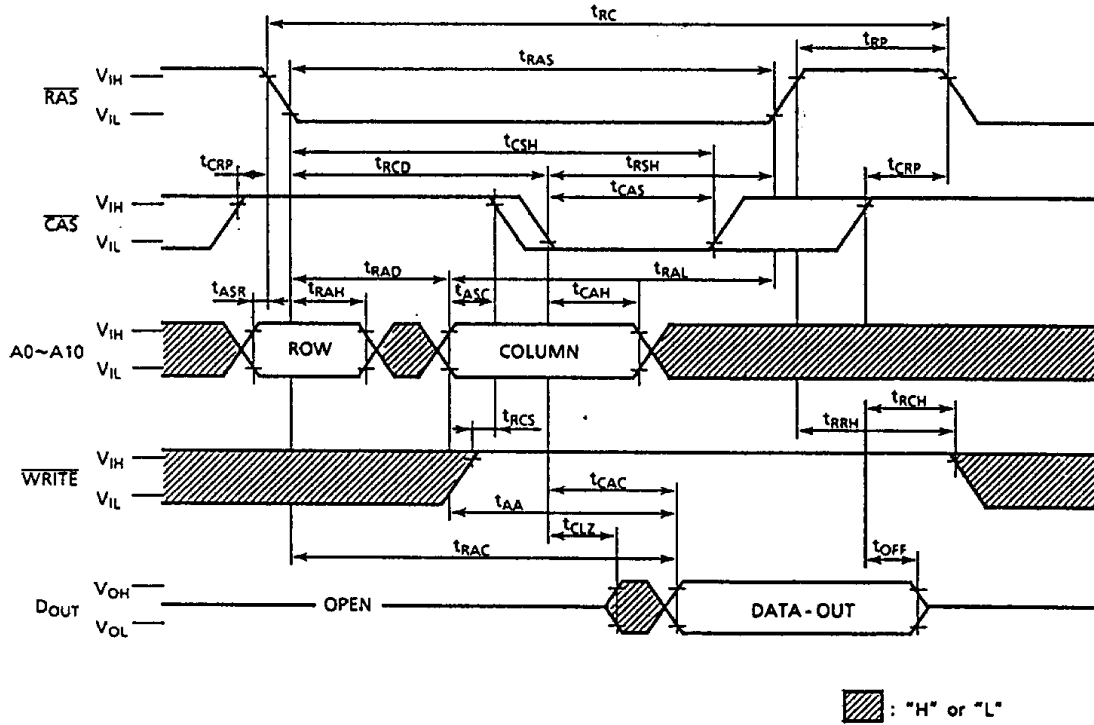 tRC
tRP
tRAS
VIH
RAS
VIL
tCSH
tCRP
tRCD
tRSH
tCRP
tCAS
VIH
CAS
VIL
tRAD
tRAL
tASR
tRAH
tASC
tCAH
VIH
A0~A10
ROW
COLUMN
VIL
tRCH
tRCS
tRRH
VIH
WRITE
VIL
tCAC
tAA
tCLZ
tRAC
tOFF
VOH
DOUT
OPEN
DATA-OUT
VOL
: "H" or "L"